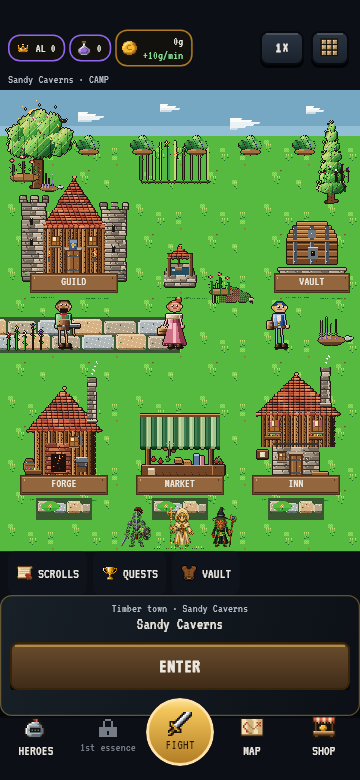 AL 0
0
0g
+10g/min
1X
Sandy Caverns · CAMP
GUILD
VAULT
FORGE
MARKET
INN
SCROLLS
QUESTS
VAULT
Timber town · Sandy Caverns
Sandy Caverns
ENTER
HEROES
1st essence
FIGHT
MAP
SHOP